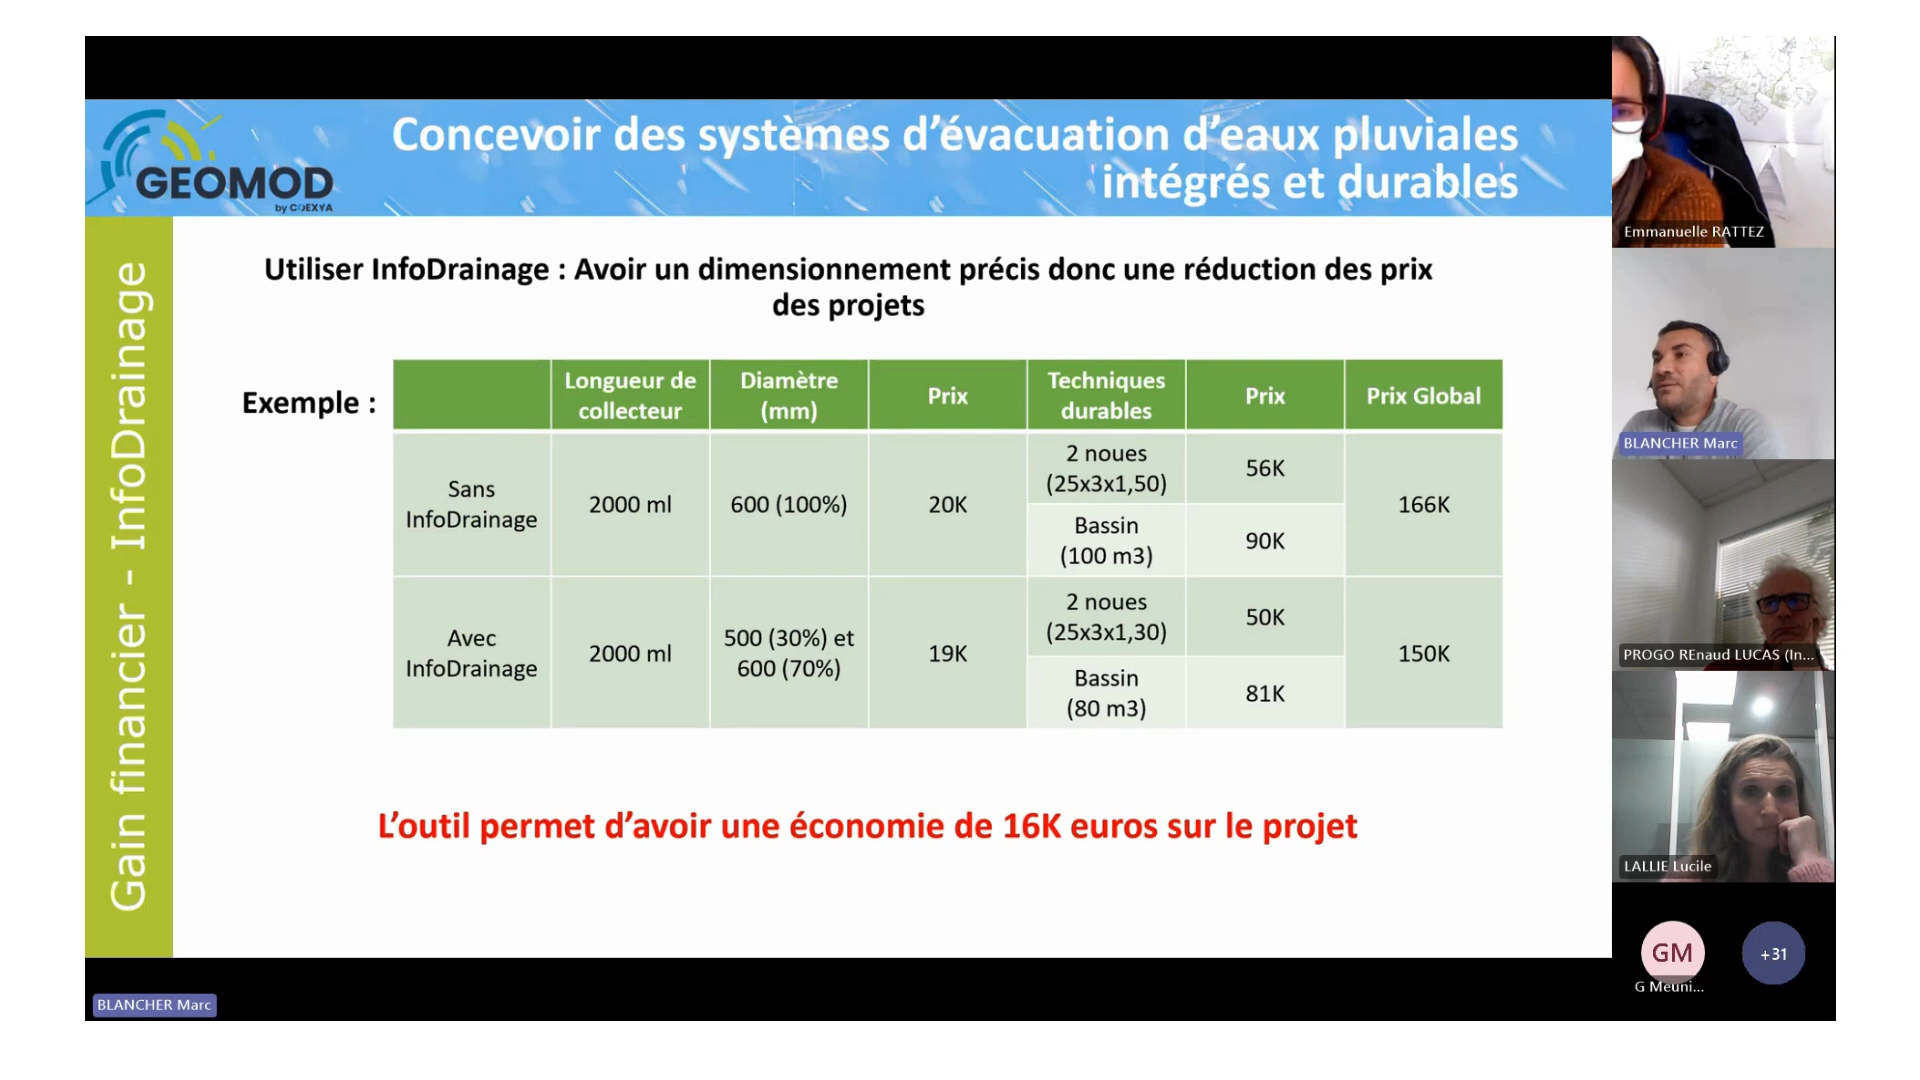 GEOMOD
by COEXYA
Concevoir des systèmes d'évacuation d'eaux pluviales
intégrés et durables
Gain financier - InfoDrainage
Utiliser InfoDrainage : Avoir un dimensionnement précis donc une réduction des prix
des projets
Exemple :
Longueur de
collecteur
Diamètre
(mm)
Prix
Techniques
durables
Prix
Prix Global
Sans
InfoDrainage
2000 ml
600 (100%)
20K
2 noues
(25x3x1,50)
56K
Bassin
(100 m3)
90K
166K
Avec
InfoDrainage
2000 ml
500 (30%) et
600 (70%)
19K
2 noues
(25x3x1,30)
50K
Bassin
(80 m3)
81K
150K
L'outil permet d'avoir une économie de 16K euros sur le projet
BLANCHER Marc
Emmanuelle RATTEZ
BLANCHER Marc
PROGO REnaud LUCAS (In...
LALLIE Lucile
GM
G Meuni...
+31